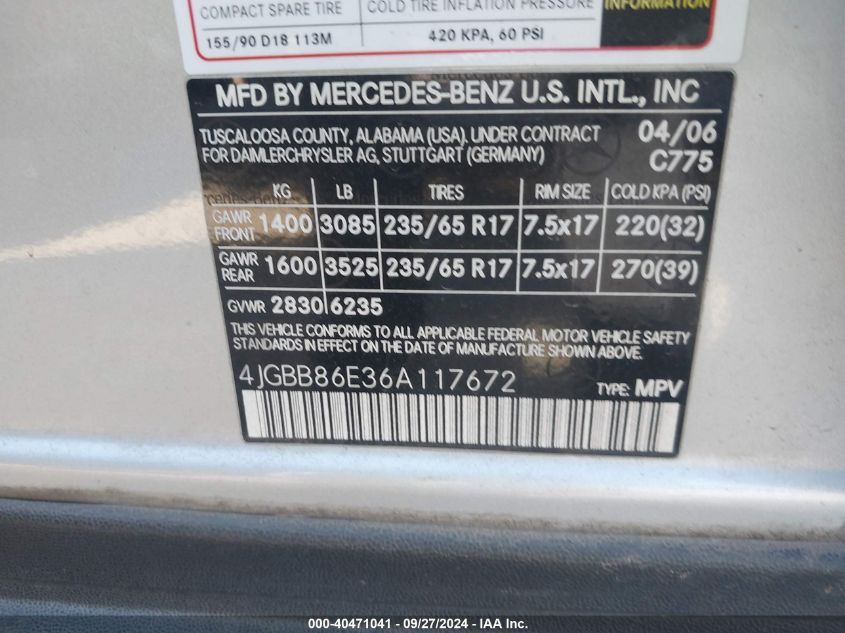 COMPACT SPARE TIRE COLD TIRE INFLATION PRESSURE INFORMATION
155/90 D18 113M 420 KPA, 60 PSI
MFD BY MERCEDES-BENZ U.S. INTL., INC
TUSCALOOSA COUNTY, ALABAMA (USA). UNDER CONTRACT 04/06
FOR DAIMLERCHRYSLER AG, STUTTGART (GERMANY) C775
KG LB TIRES RIM SIZE COLD KPA (PSI)
GAWR FRONT 1400 3085 235/65 R17 7.5x17 220(32)
GAWR REAR 1600 3525 235/65 R17 7.5x17 270(39)
GVWR 2830 6235
THIS VEHICLE CONFORMS TO ALL APPLICABLE FEDERAL MOTOR VEHICLE SAFETY
STANDARDS IN EFFECT ON THE DATE OF MANUFACTURE SHOWN ABOVE.
4JGBB86E36A117672 TYPE: MPV
000-40471041 - 09/27/2024 - IAA Inc.